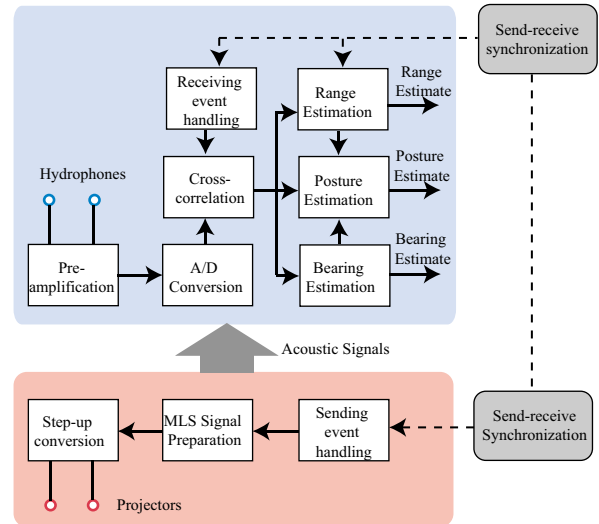 Send-receive
synchronization
Receiving
event
handling
Range
Estimation
Range
Estimate
Hydrophones
Cross-
correlation
Posture
Estimation
Posture
Estimate
Pre-
amplification
A/D
Conversion
Bearing
Estimation
Bearing
Estimate
Acoustic Signals
Step-up
conversion
MLS Signal
Preparation
Sending
event
handling
Send-receive
Synchronization
Projectors